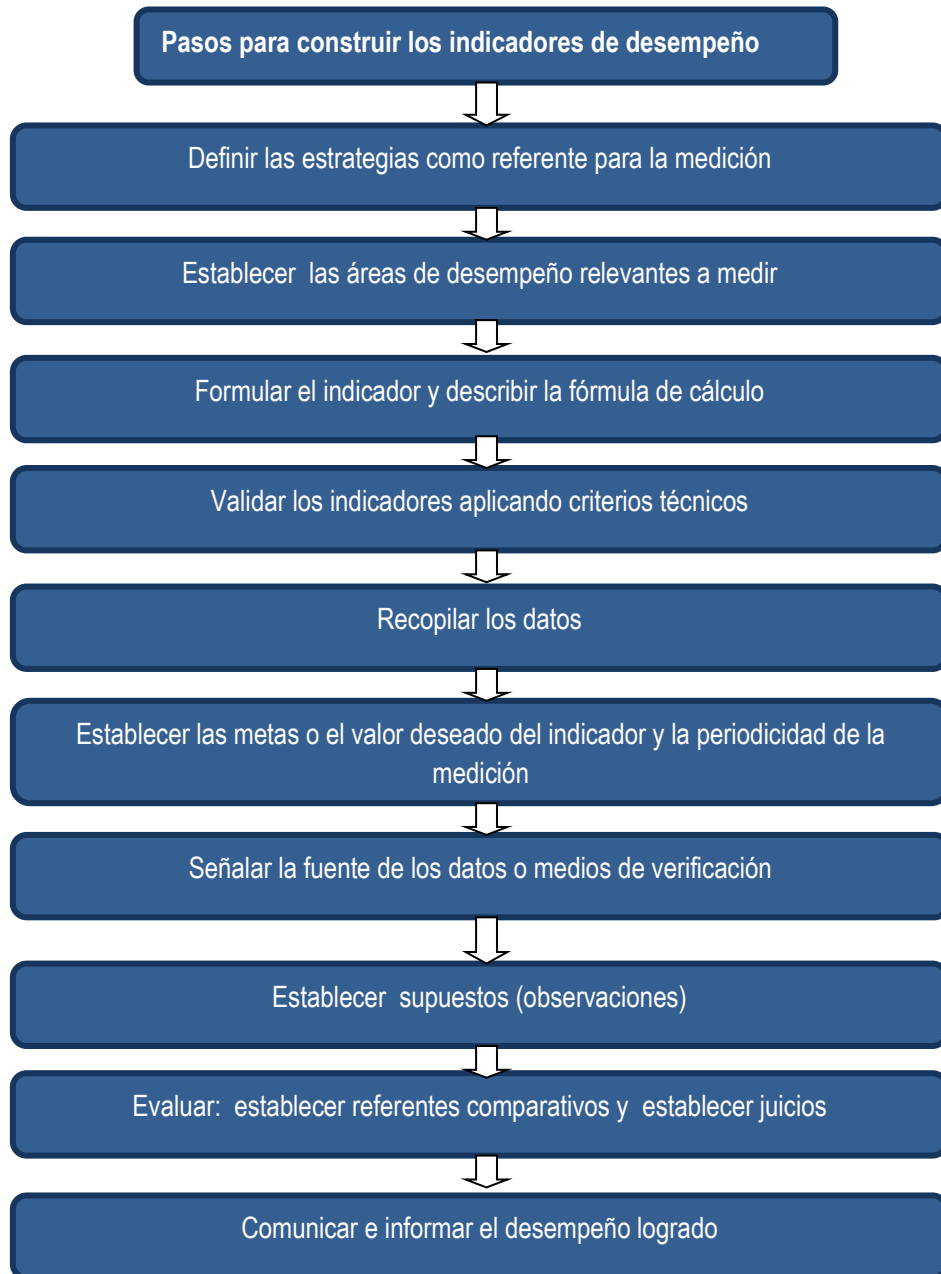 Pasos para construir los indicadores de desempeño
Definir las estrategias como referente para la medición
Establecer  las áreas de desempeño relevantes a medir
Formular el indicador y describir la fórmula de cálculo
Validar los indicadores aplicando criterios técnicos
Recopilar los datos
Establecer las metas o el valor deseado del indicador y la periodicidad de la
medición
Señalar la fuente de los datos o medios de verificación
Establecer  supuestos (observaciones)
Evaluar:  establecer referentes comparativos y  establecer juicios
Comunicar e informar el desempeño logrado